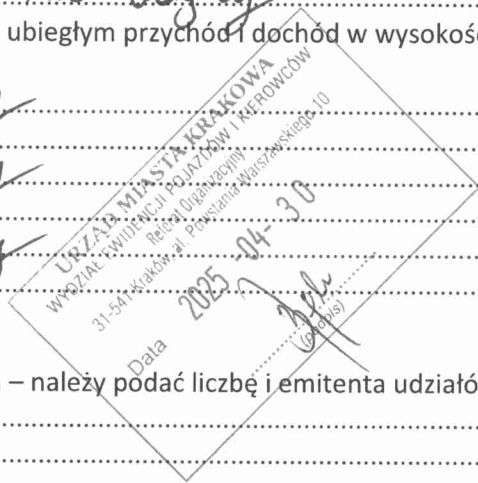 ubiegłym przychód i dochód w wysokoś
URZĄD MIASTA KRAKOWA
WYDZIAŁ EWIDENCJI POJAZDÓW I KIEROWCÓW
Referat Organizacyjny
31-541 Kraków, al. Powstania Warszawskiego 10
Data 2025 -04- 30
(podpis)
– należy podać liczbę i emitenta udziałó